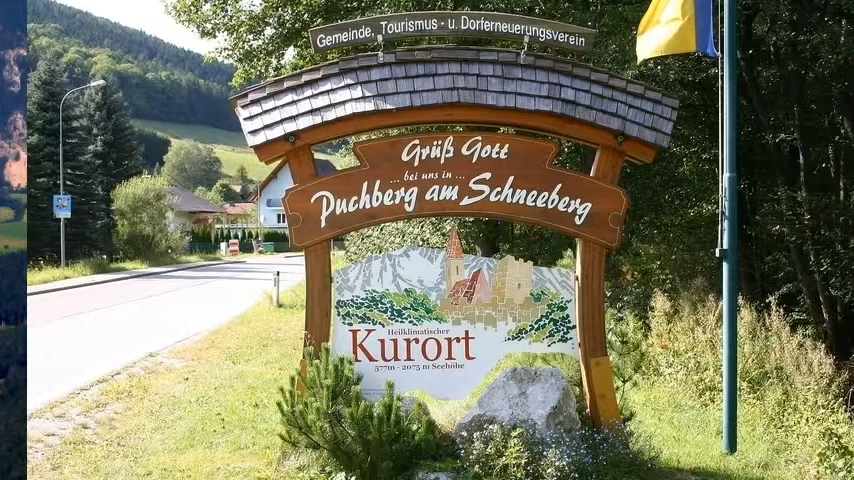 Gemeinde, Tourismus - u. Dorferneuerungsverein
Grüß Gott
... bei uns in ...
Puchberg am Schneeberg
Heilklimatischer
Kurort
577m - 2075 m Seehöhe